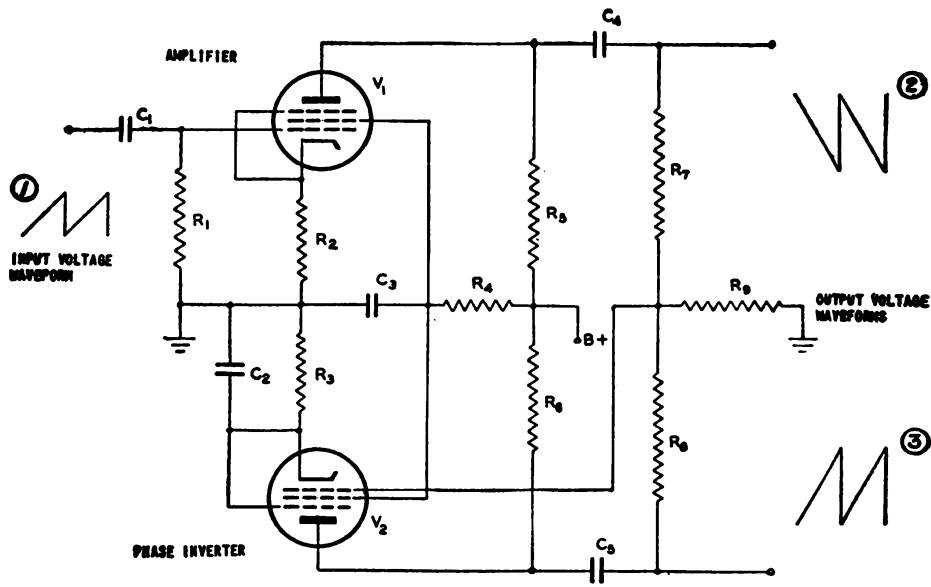 AMPLIFIER
C4
V1
C1
2
1
R1
R2
R5
R7
INPUT VOLTAGE
WAVEFORM
C3
R4
R9
OUTPUT VOLTAGE
WAVEFORMS
B+
C2
R3
R6
R8
3
V2
PHASE INVERTER
C5